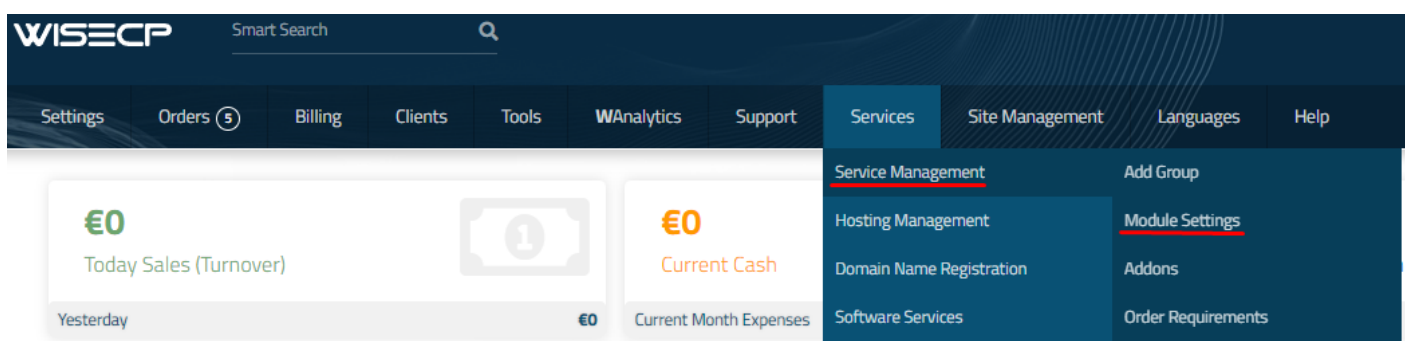 WISECP
Smart Search
Settings Orders 5 Billing Clients Tools WAnalytics Support Services Site Management Languages Help
Service Management Add Group
Hosting Management Module Settings
Domain Name Registration Addons
Software Services Order Requirements
€0
Today Sales (Turnover)
Yesterday €0
€0
Current Cash
Current Month Expenses
1